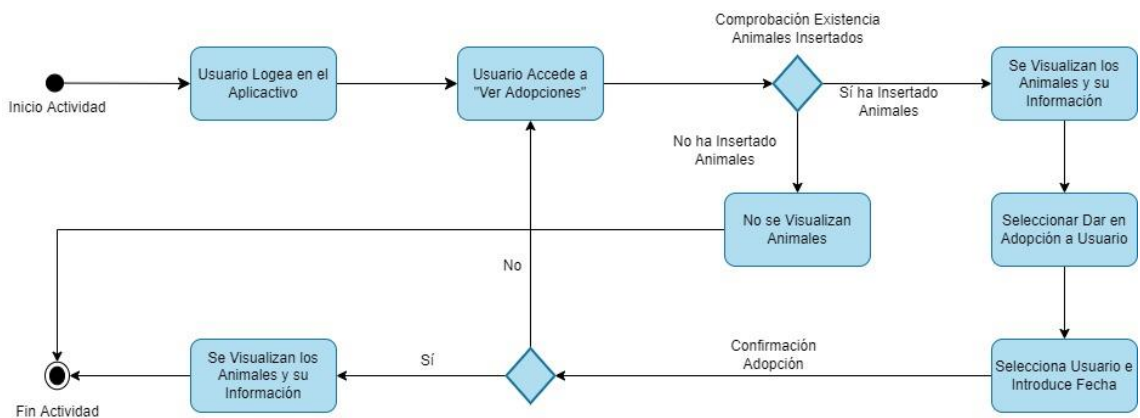 Inicio Actividad
Usuario Logea en el
Aplicactivo
Usuario Accede a
"Ver Adopciones"
Comprobación Existencia
Animales Insertados
Sí ha Insertado
Animales
Se Visualizan los
Animales y su
Información
No ha Insertado
Animales
No se Visualizan
Animales
Seleccionar Dar en
Adopción a Usuario
Selecciona Usuario e
Introduce Fecha
Confirmación
Adopción
No
Sí
Se Visualizan los
Animales y su
Información
Fin Actividad